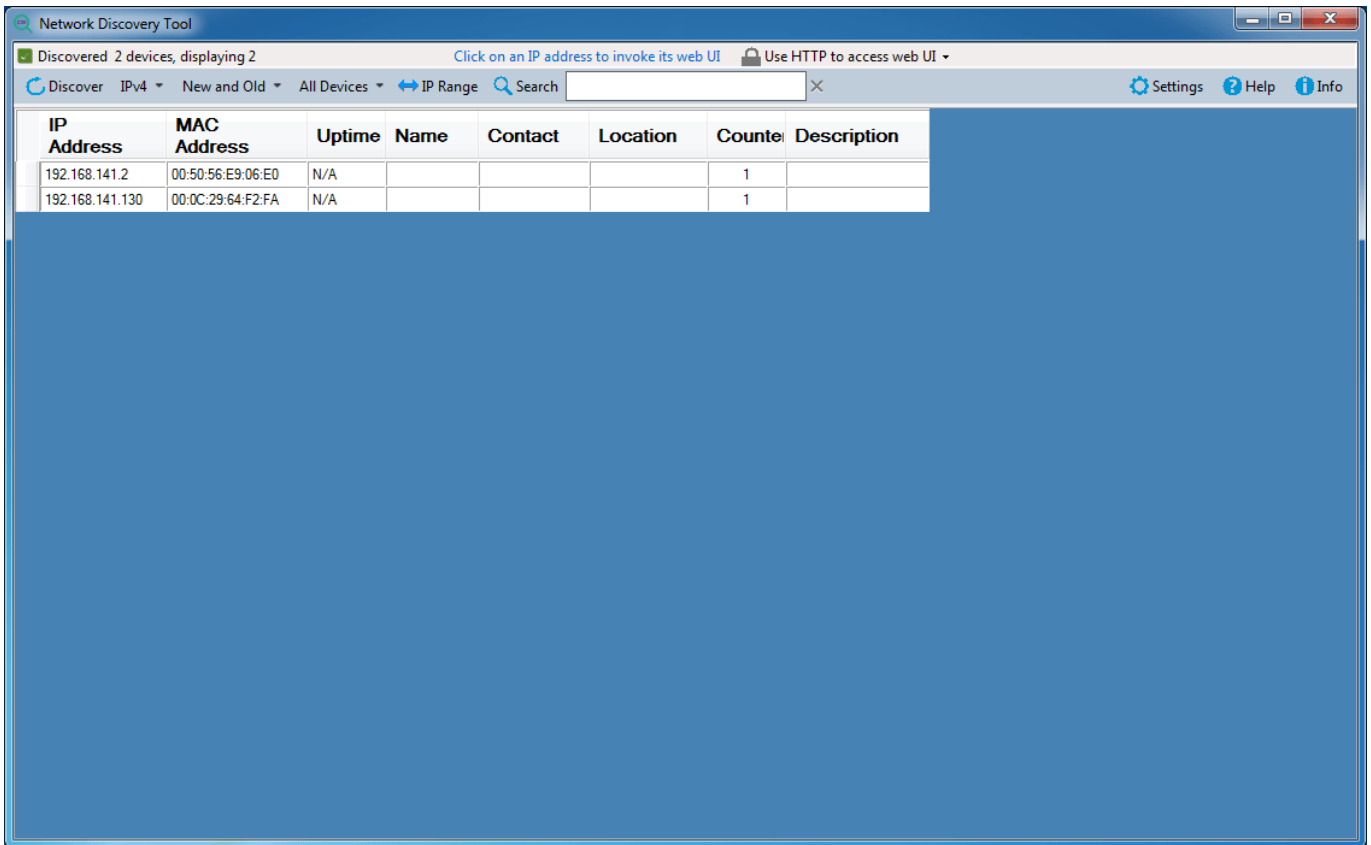 Network Discovery Tool
Discovered 2 devices, displaying 2 Click on an IP address to invoke its web UI Use HTTP to access web UI
Discover IPv4 New and Old All Devices IP Range Search Settings Help Info
IP Address MAC Address Uptime Name Contact Location Counter Description
192.168.141.2 00:50:56:E9:06:E0 N/A 1
192.168.141.130 00:0C:29:64:F2:FA N/A 1